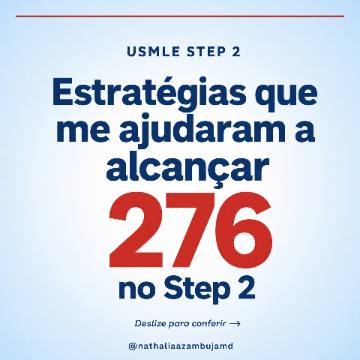 USMLE STEP 2
Estratégias que
me ajudaram a
alcançar
276
no Step 2
Deslize para conferir →
@nathaliaazambujamd